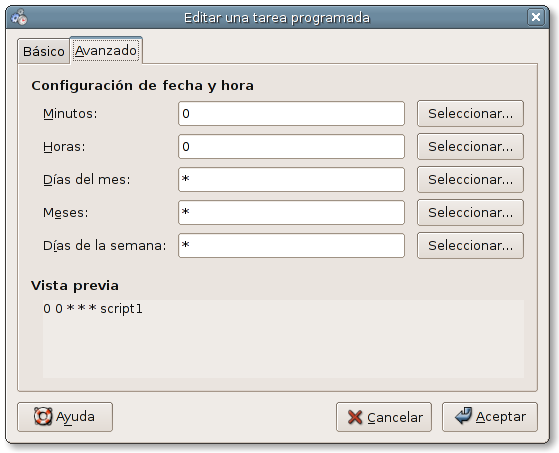 Editar una tarea programada
Básico Avanzado
Configuración de fecha y hora
Minutos: 0 Seleccionar...
Horas: 0 Seleccionar...
Días del mes: * Seleccionar...
Meses: * Seleccionar...
Días de la semana: * Seleccionar...
Vista previa
0 0 * * * script1
Ayuda Cancelar Aceptar